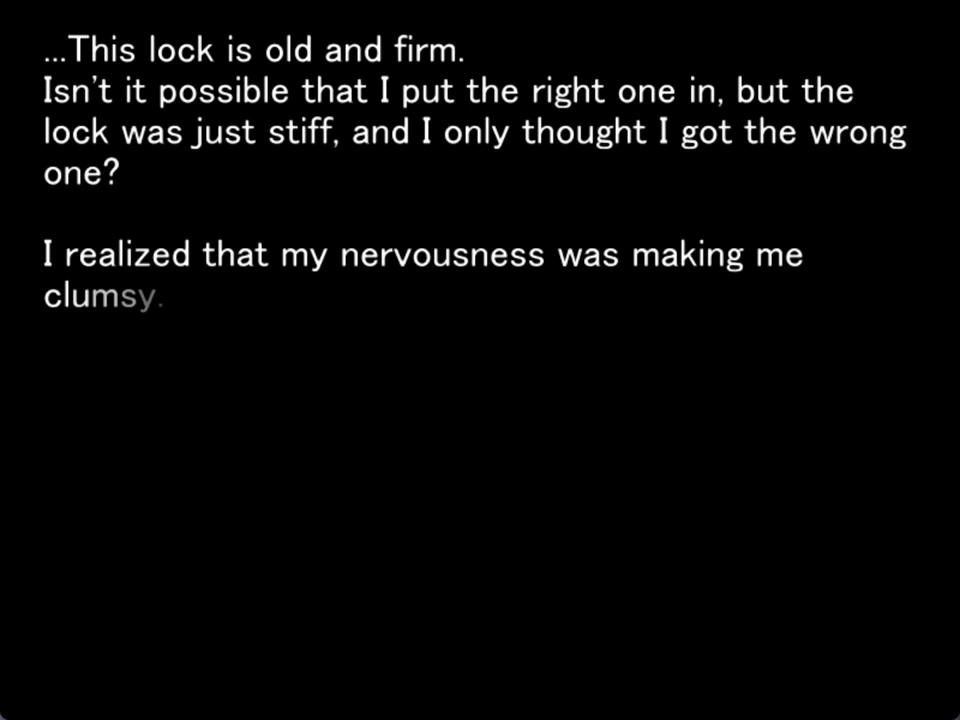 ...This lock is old and firm.
Isn't it possible that I put the right one in, but the
lock was just stiff, and I only thought I got the wrong
one?
I realized that my nervousness was making me
clumsy.